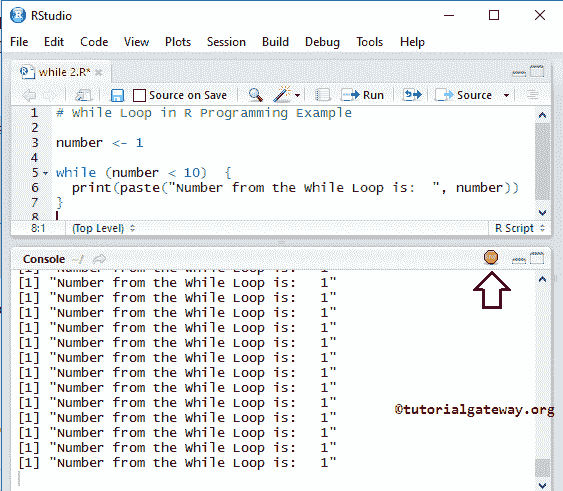 RStudio
File Edit Code View Plots Session Build Debug Tools Help
while 2.R*
Source on Save Run Source
1 # While Loop in R Programming Example
2
3 number <- 1
4
5 while (number < 10)  {
6   print(paste("Number from the While Loop is:  ", number))
7 }
8
8:1 (Top Level) R Script
Console ~/
[1] "Number from the While Loop is:   1"
[1] "Number from the While Loop is:   1"
[1] "Number from the While Loop is:   1"
[1] "Number from the While Loop is:   1"
[1] "Number from the While Loop is:   1"
[1] "Number from the While Loop is:   1"
[1] "Number from the While Loop is:   1"
[1] "Number from the While Loop is:   1"
[1] "Number from the While Loop is:   1"
[1] "Number from the While Loop is:   1"
©tutorialgateway.org
[1] "Number from the While Loop is:   1"
[1] "Number from the While Loop is:   1"
[1] "Number from the While Loop is:   1"
[1] "Number from the While Loop is:   1"